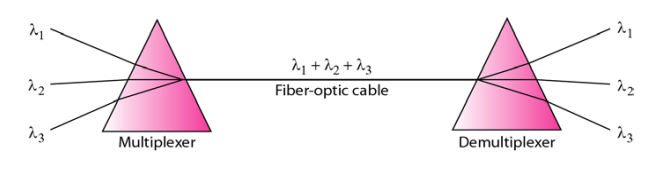 λ1
λ2
λ3
Multiplexer
λ1 + λ2 + λ3
Fiber-optic cable
Demultiplexer
λ1
λ2
λ3